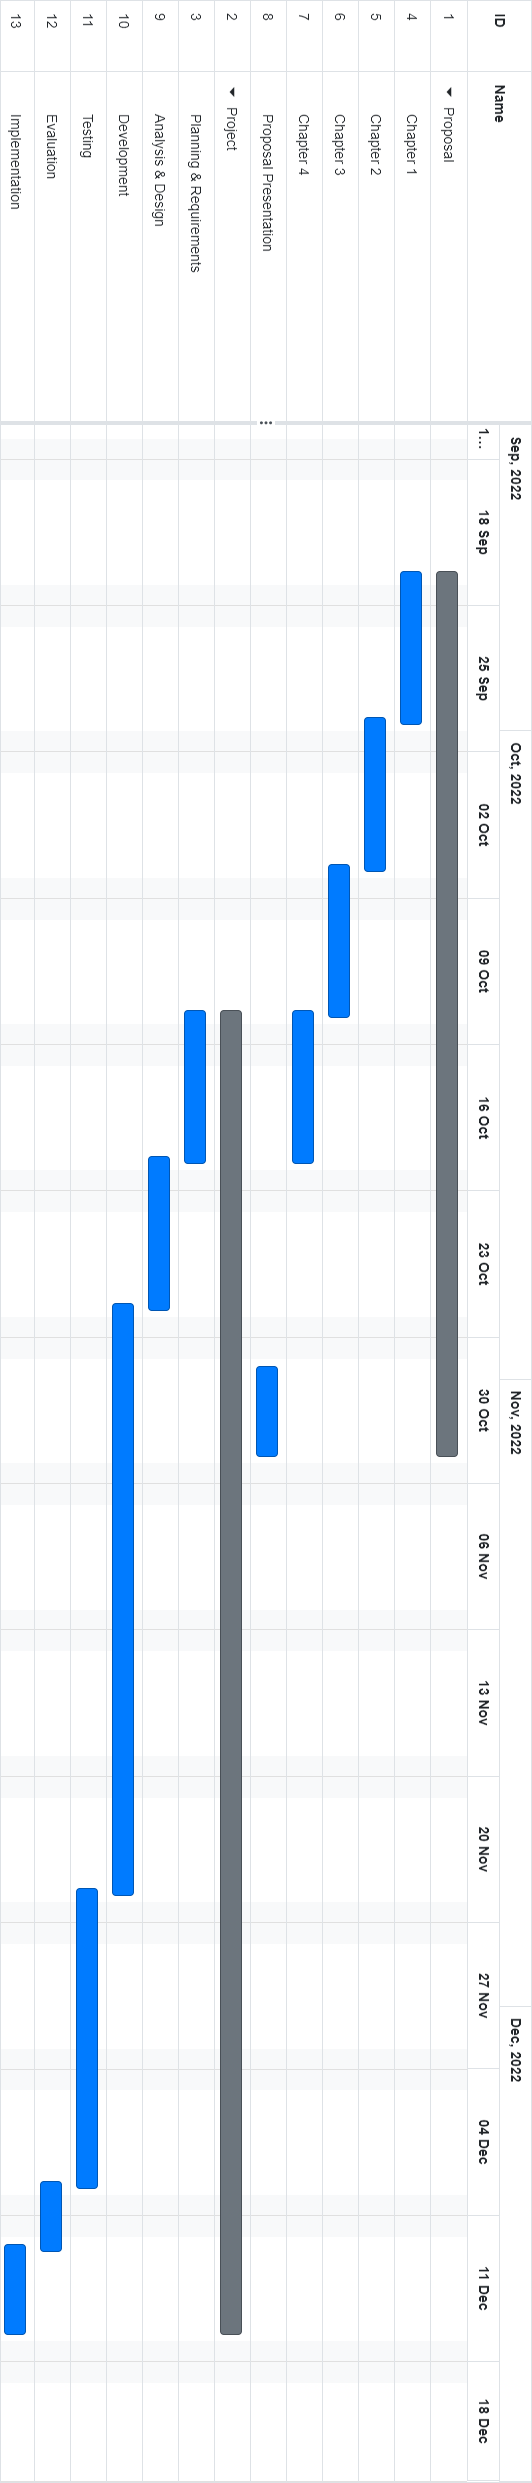 Sep, 2022 Oct, 2022 Nov, 2022 Dec, 2022
ID Name 1... 18 Sep 25 Sep 02 Oct 09 Oct 16 Oct 23 Oct 30 Oct 06 Nov 13 Nov 20 Nov 27 Nov 04 Dec 11 Dec 18 Dec
1 Proposal
4 Chapter 1
5 Chapter 2
6 Chapter 3
7 Chapter 4
8 Proposal Presentation
2 Project
3 Planning & Requirements
9 Analysis & Design
10 Development
11 Testing
12 Evaluation
13 Implementation